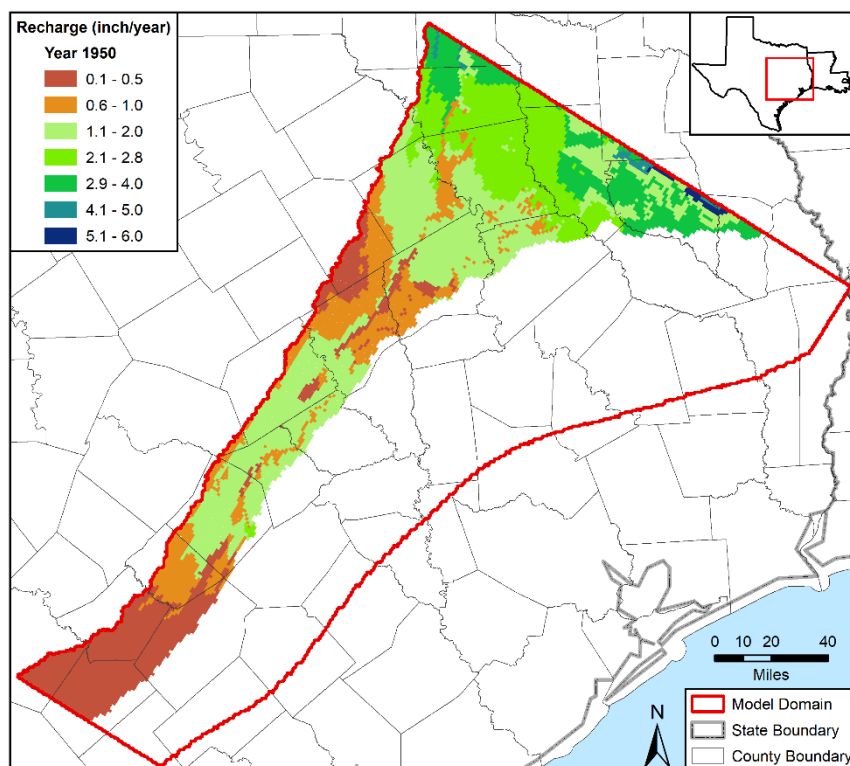 Recharge (inch/year)
Year 1950
0.1 - 0.5
0.6 - 1.0
1.1 - 2.0
2.1 - 2.8
2.9 - 4.0
4.1 - 5.0
5.1 - 6.0
0 10 20 40
Miles
N
Model Domain
State Boundary
County Boundary